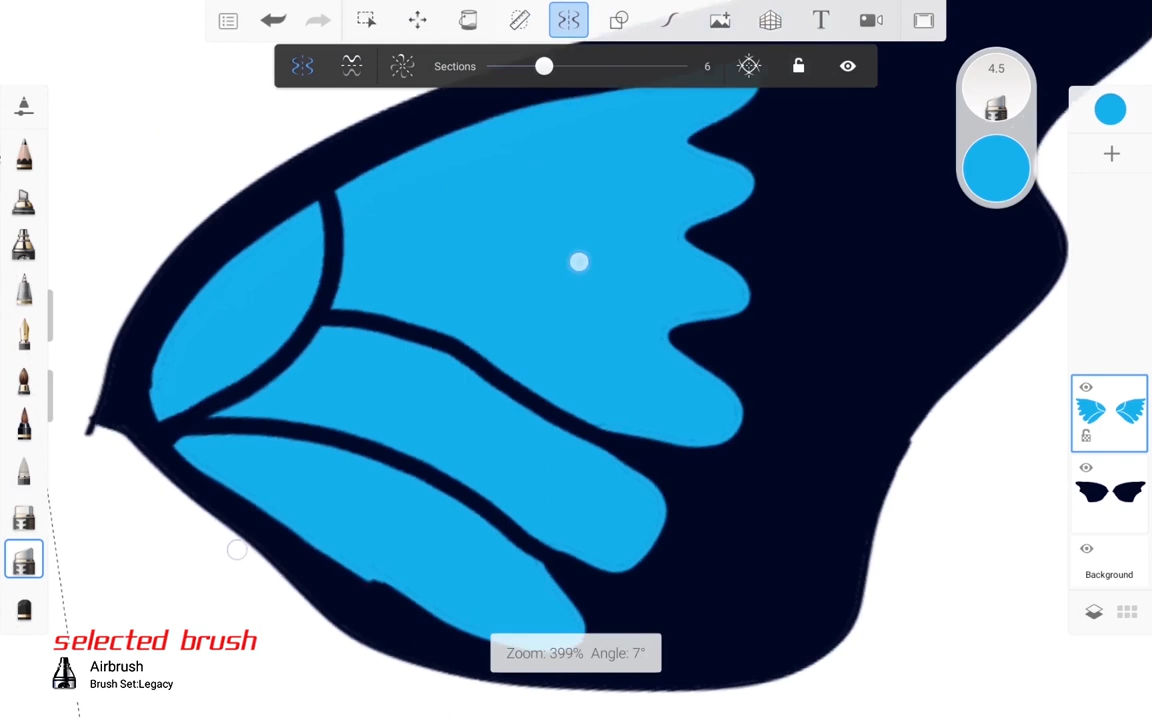 T
Sections
6
4.5
Background
Zoom: 399% Angle: 7°
selected brush
Airbrush
Brush Set:Legacy